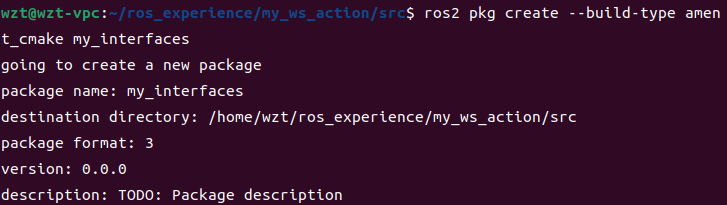 wzt@wzt-vpc:~/ros_experience/my_ws_action/src$ ros2 pkg create --build-type amen
t_cmake my_interfaces
going to create a new package
package name: my_interfaces
destination directory: /home/wzt/ros_experience/my_ws_action/src
package format: 3
version: 0.0.0
description: TODO: Package description